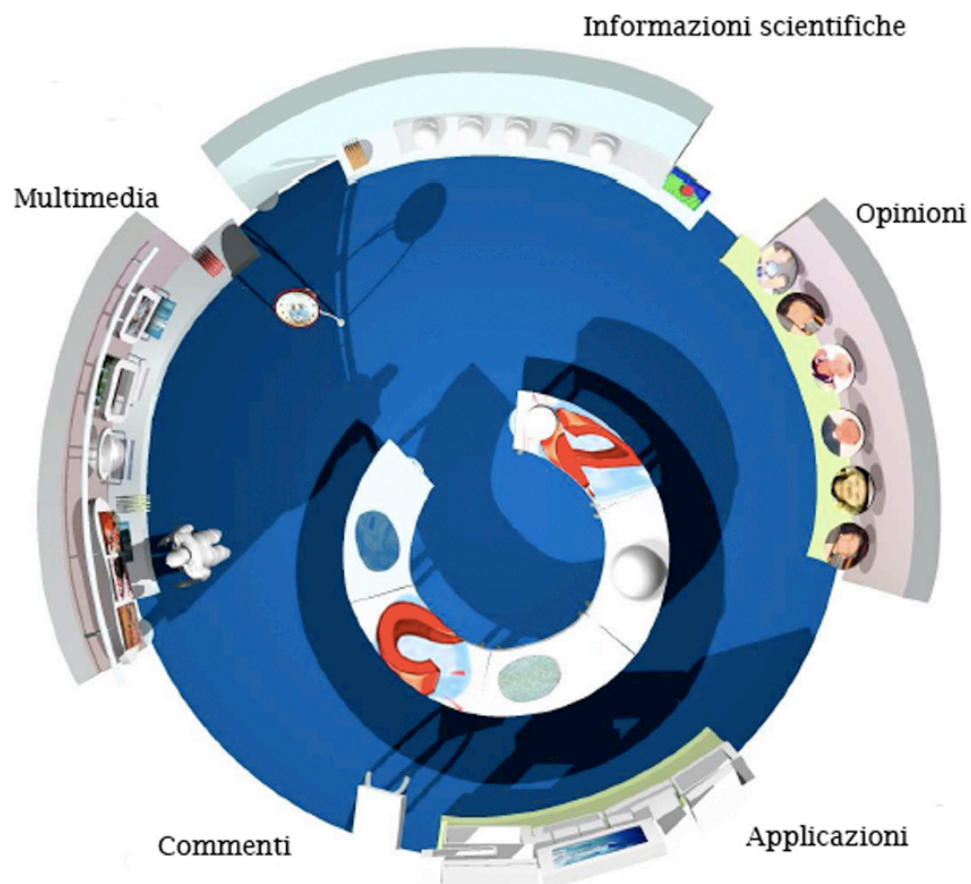 Informazioni scientifiche
Multimedia
Opinioni
Commenti
Applicazioni